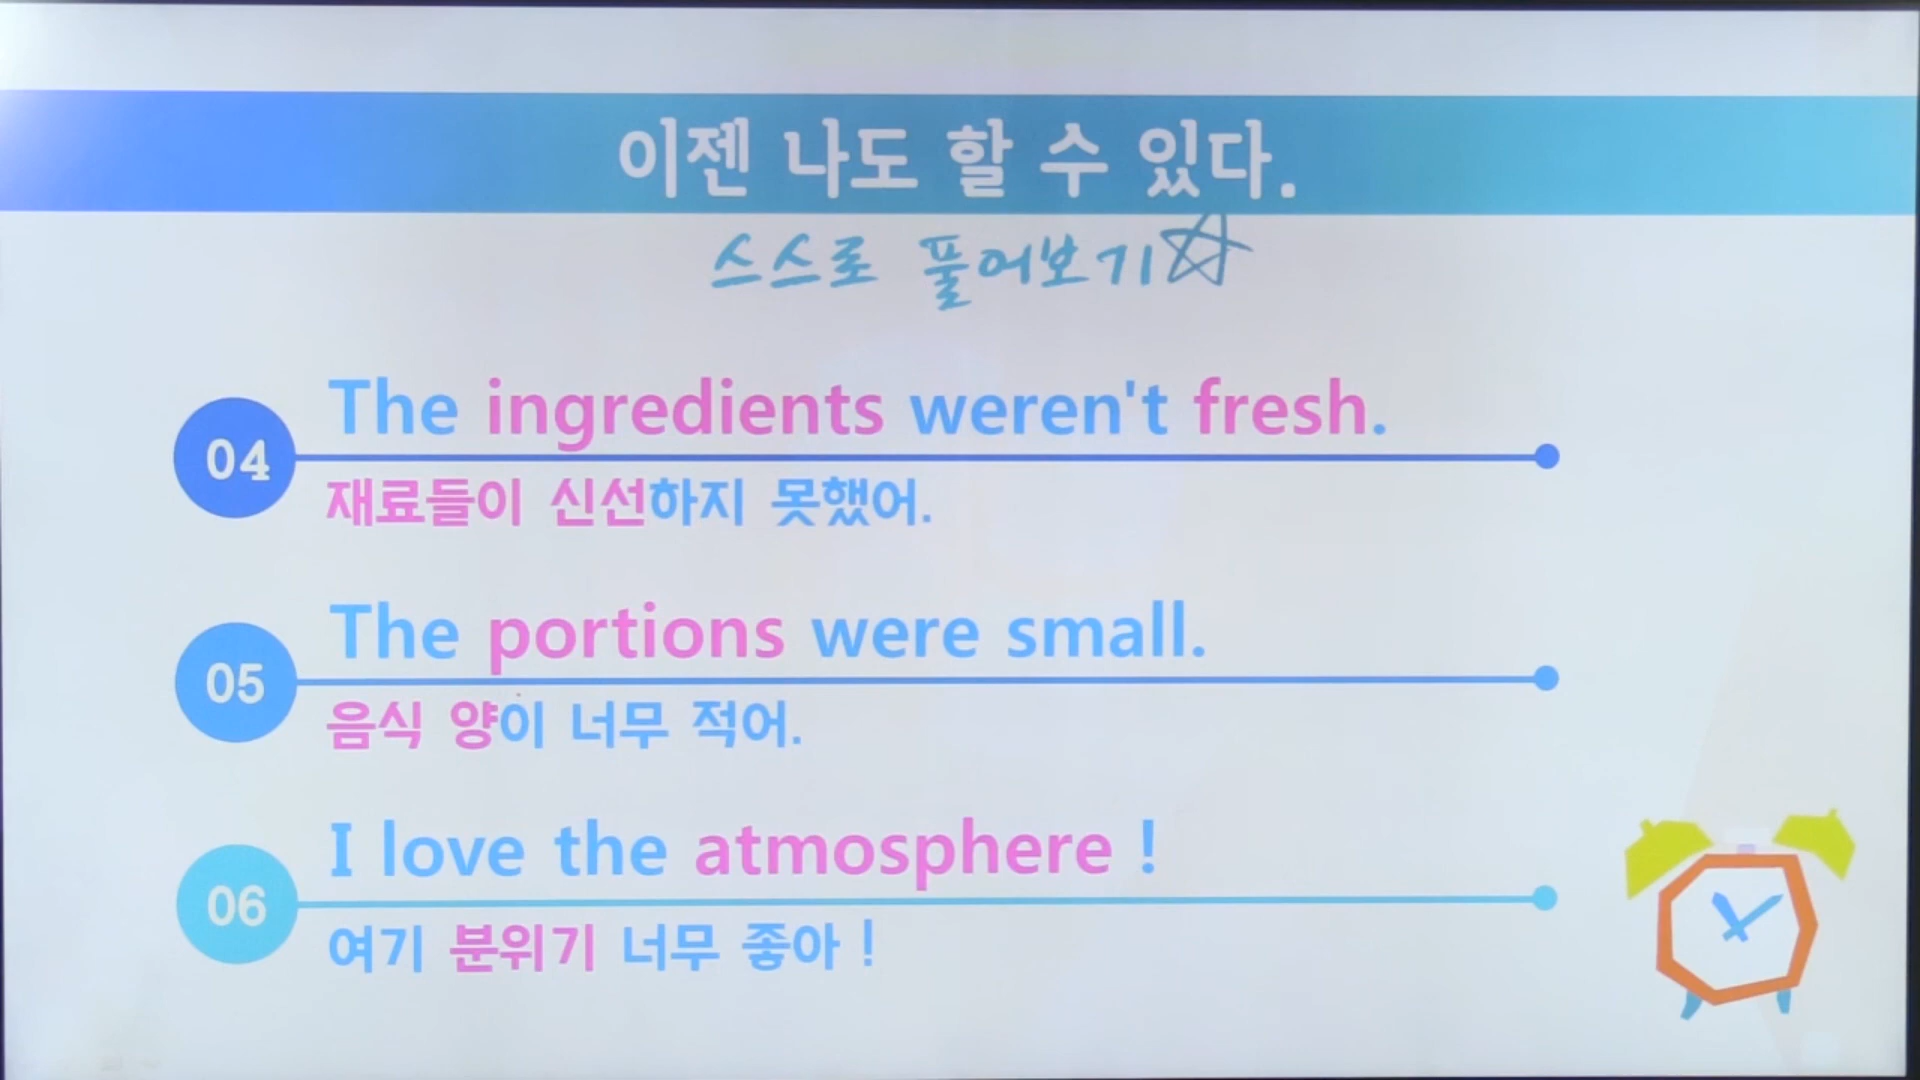 이젠 나도 할 수 있다.
스스로 풀어보기☆
04
The ingredients weren't fresh.
재료들이 신선하지 못했어.
05
The portions were small.
음식 양이 너무 적어.
06
I love the atmosphere !
여기 분위기 너무 좋아 !